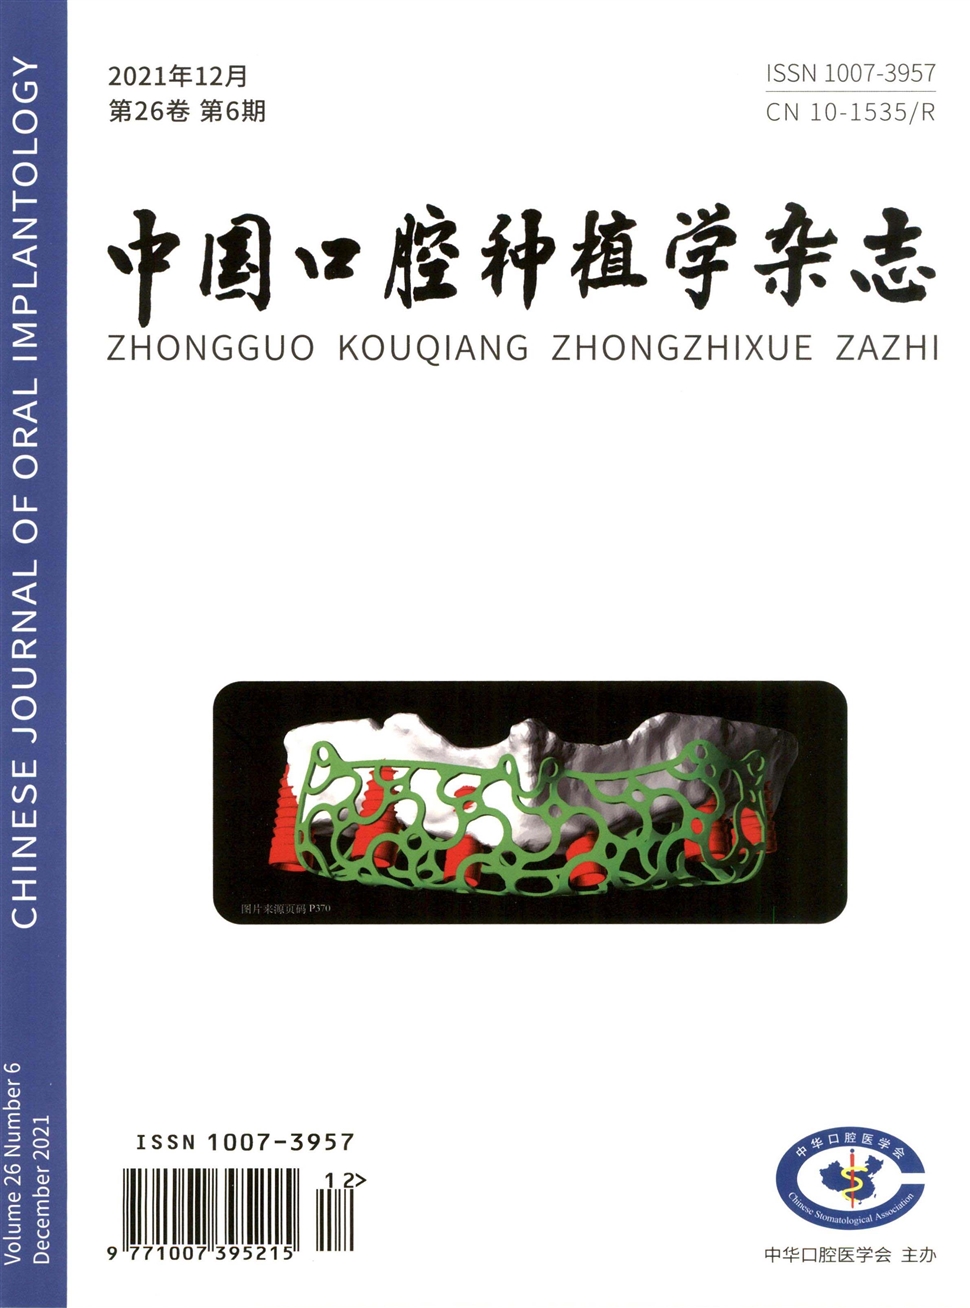 2021年12月
第26卷 第6期
ISSN 1007-3957
CN 10-1535/R
中国口腔种植学杂志
ZHONGGUO KOUQIANG ZHONGZHIXUE ZAZHI
CHINESE JOURNAL OF ORAL IMPLANTOLOGY
图片来源页码 P370
Volume 26 Number 6
December 2021
ISSN 1007-3957
12>
9 771007 395215
中华口腔医学会
Chinese Stomatological Association
中华口腔医学会 主办